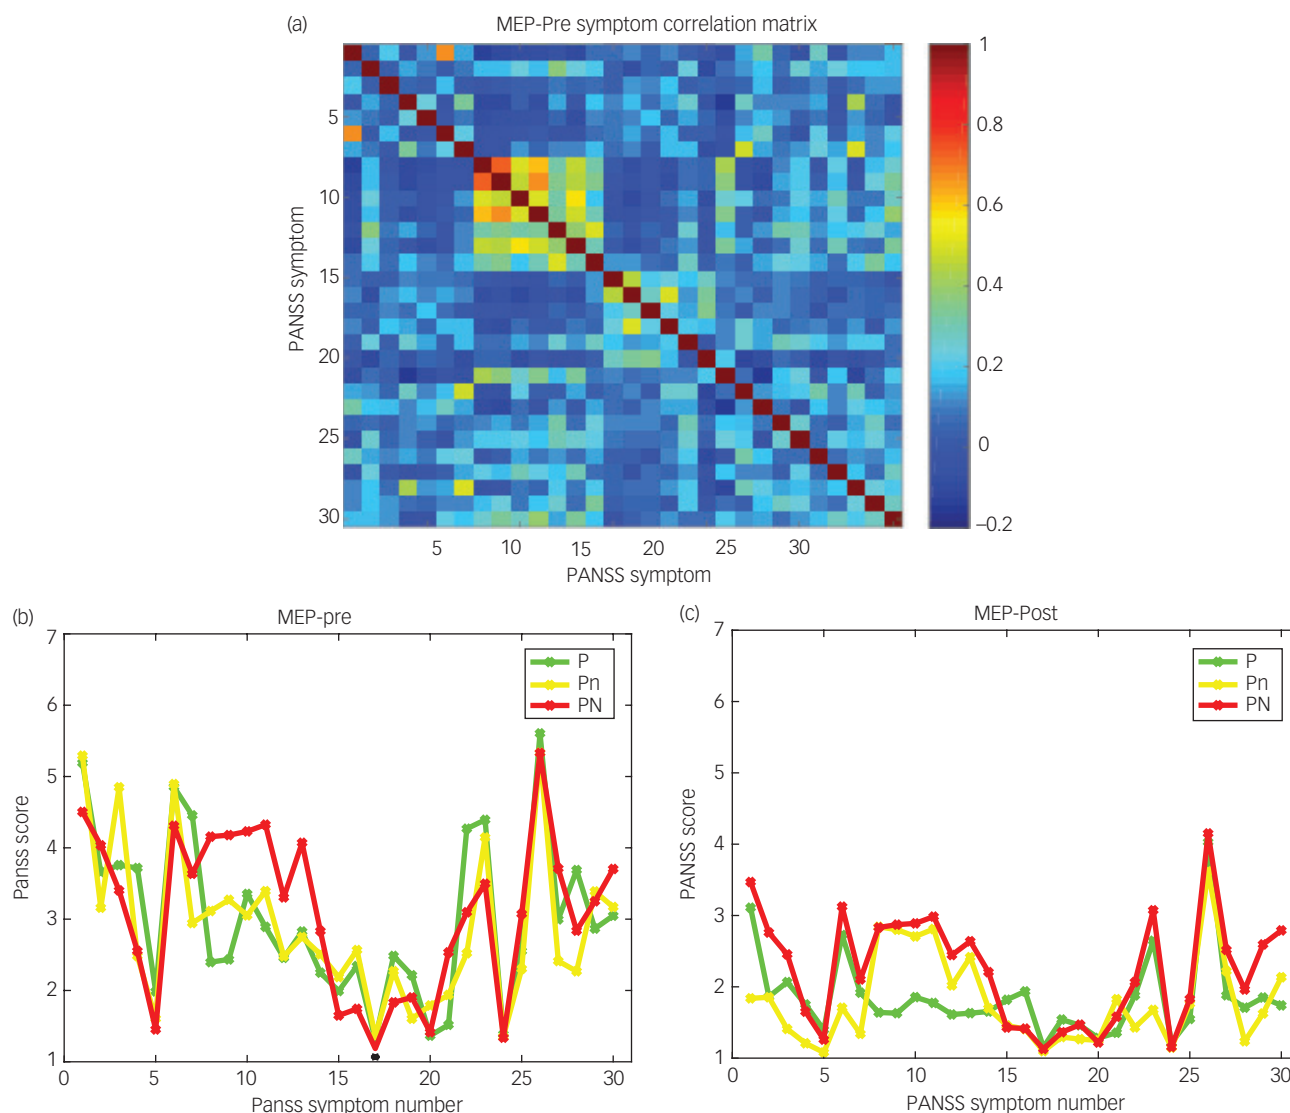 (a)
MEP-Pre symptom correlation matrix
PANSS symptom
5
10
15
20
25
30
5 10 15 20 25 30
PANSS symptom
1
0.8
0.6
0.4
0.2
0
–0.2
(b)
MEP-pre
Panss score
7
6
5
4
3
2
1
0 5 10 15 20 25 30
Panss symptom number
P
Pn
PN
(c)
MEP-Post
PANSS score
7
6
5
4
3
2
1
0 5 10 15 20 25 30
PANSS symptom number
P
Pn
PN